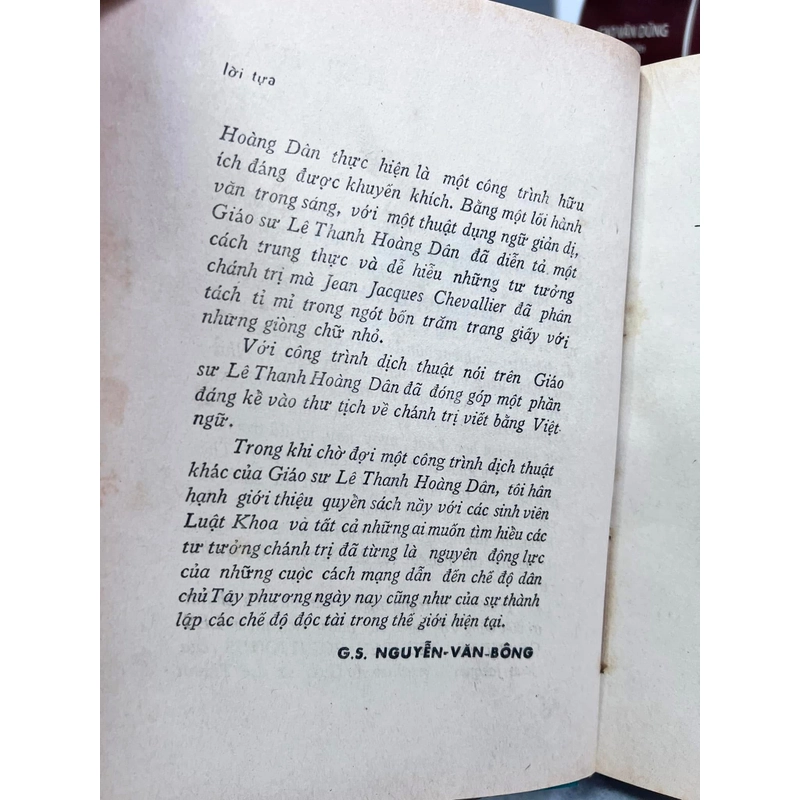 VĂN DŨNG
lời tựa
Hoàng Dân thực hiện là một công trình hữu
ích đáng được khuyến khích. Bằng một lối hành
văn trong sáng, với một thuật dụng ngữ giản dị,
Giáo sư Lê Thanh Hoàng Dân đã diễn tả một
cách trung thực và dễ hiểu những tư tưởng
chánh trị mà Jean Jacques Chevallier đã phân
tách tỉ mỉ trong ngót bốn trăm trang giấy với
những giòng chữ nhỏ.
Với công trình dịch thuật nói trên Giáo
sư Lê Thanh Hoàng Dân đã đóng góp một phần
đáng kể vào thư tịch về chánh trị viết bằng Việt
ngữ.
Trong khi chờ đợi một công trình dịch thuật
khác của Giáo sư Lê Thanh Hoàng Dân, tôi hân
hạnh giới thiệu quyển sách nầy với các sinh viên
Luật Khoa và tất cả những ai muốn tìm hiểu các
tư tưởng chánh trị đã từng là nguyên động lực
của những cuộc cách mạng dẫn đến chế độ dân
chủ Tây phương ngày nay cũng như của sự thành
lập các chế độ độc tài trong thế giới hiện tại.
G.S. NGUYỄN-VĂN-BÔNG